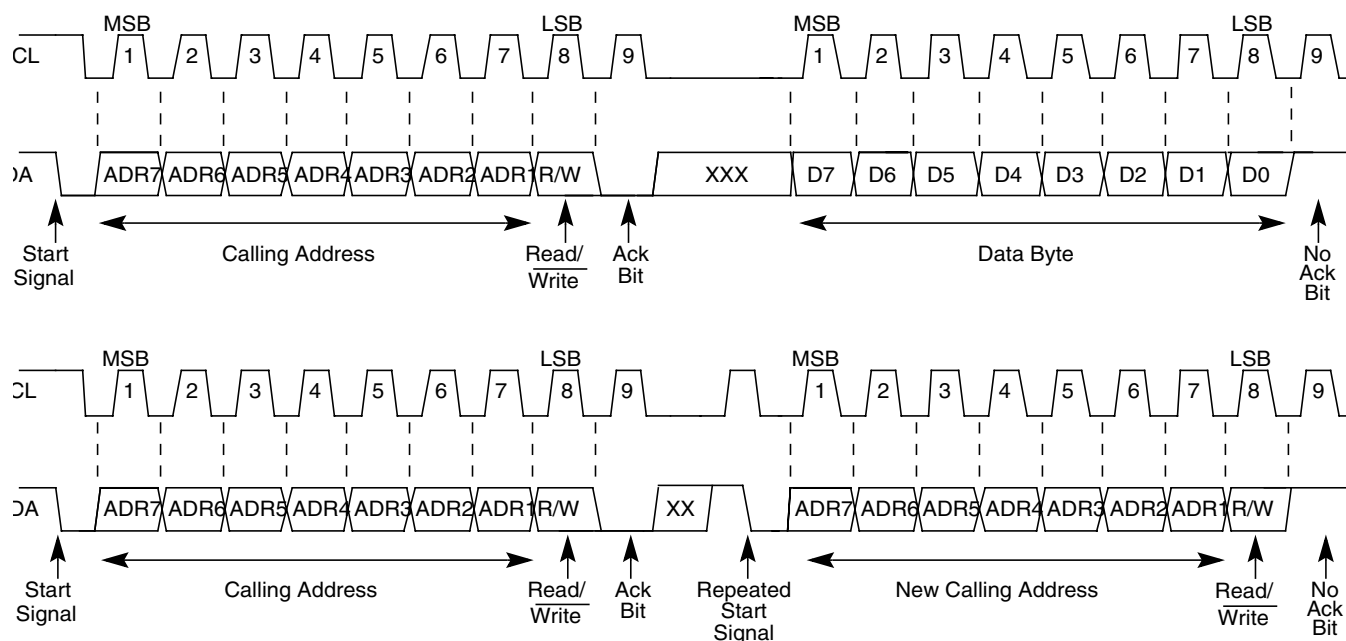 MSB LSB MSB LSB
CL 1 2 3 4 5 6 7 8 9 1 2 3 4 5 6 7 8 9
DA ADR7 ADR6 ADR5 ADR4 ADR3 ADR2 ADR1 R/W XXX D7 D6 D5 D4 D3 D2 D1 D0
Start Signal
Calling Address
Read/ Write
Ack Bit
Data Byte
No Ack Bit
MSB LSB MSB LSB
CL 1 2 3 4 5 6 7 8 9 1 2 3 4 5 6 7 8 9
DA ADR7 ADR6 ADR5 ADR4 ADR3 ADR2 ADR1 R/W XX ADR7 ADR6 ADR5 ADR4 ADR3 ADR2 ADR1 R/W
Start Signal
Calling Address
Read/ Write
Ack Bit
Repeated Start Signal
New Calling Address
Read/ Write
No Ack Bit